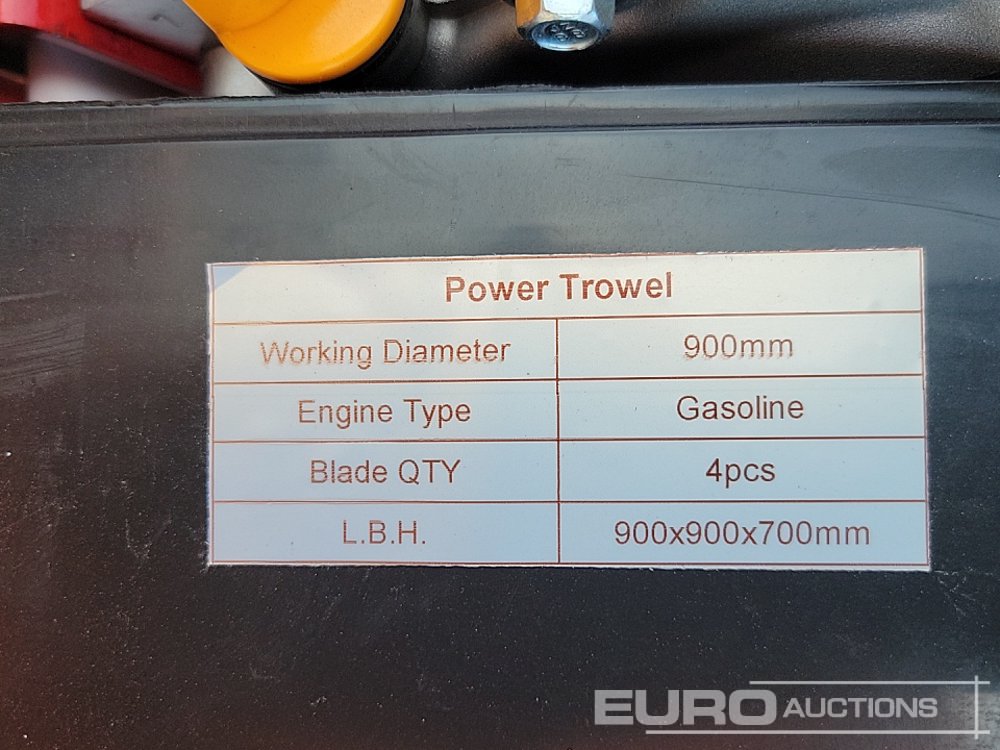 Power Trowel
Working Diameter 900mm
Engine Type Gasoline
Blade QTY 4pcs
L.B.H. 900x900x700mm
EURO AUCTIONS